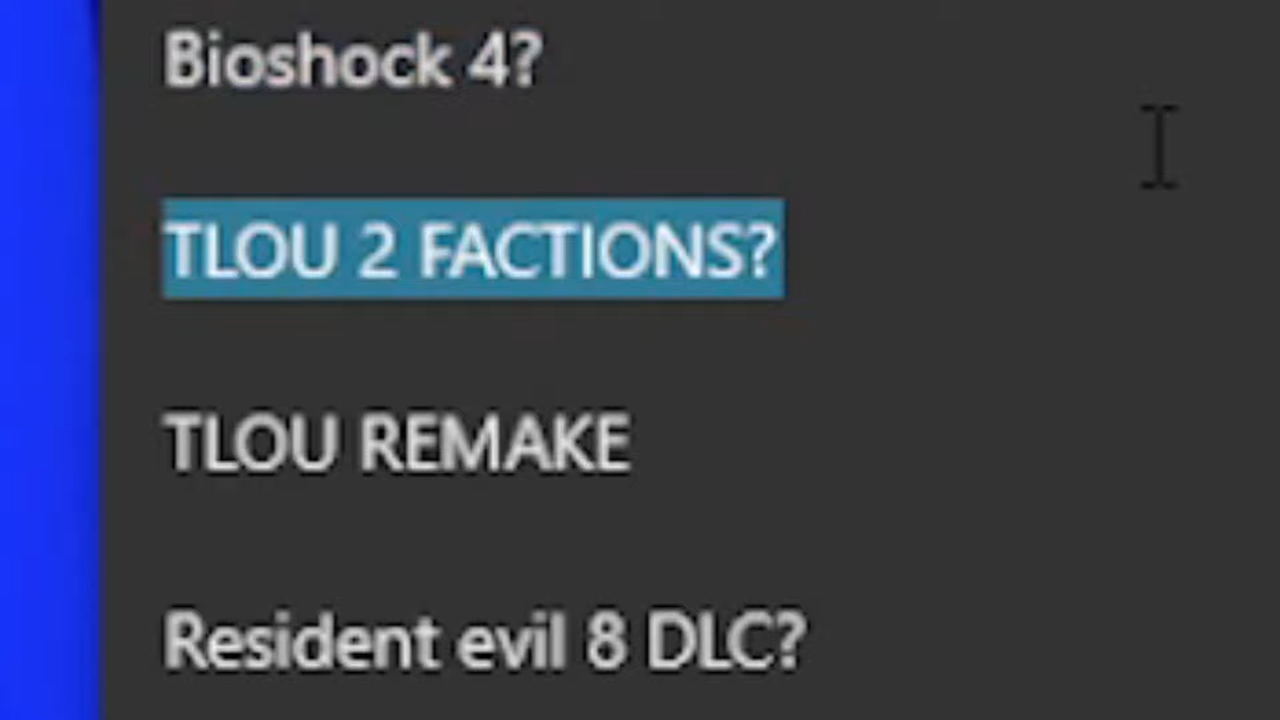 Bioshock 4?
TLOU 2 FACTIONS?
TLOU REMAKE
Resident evil 8 DLC?